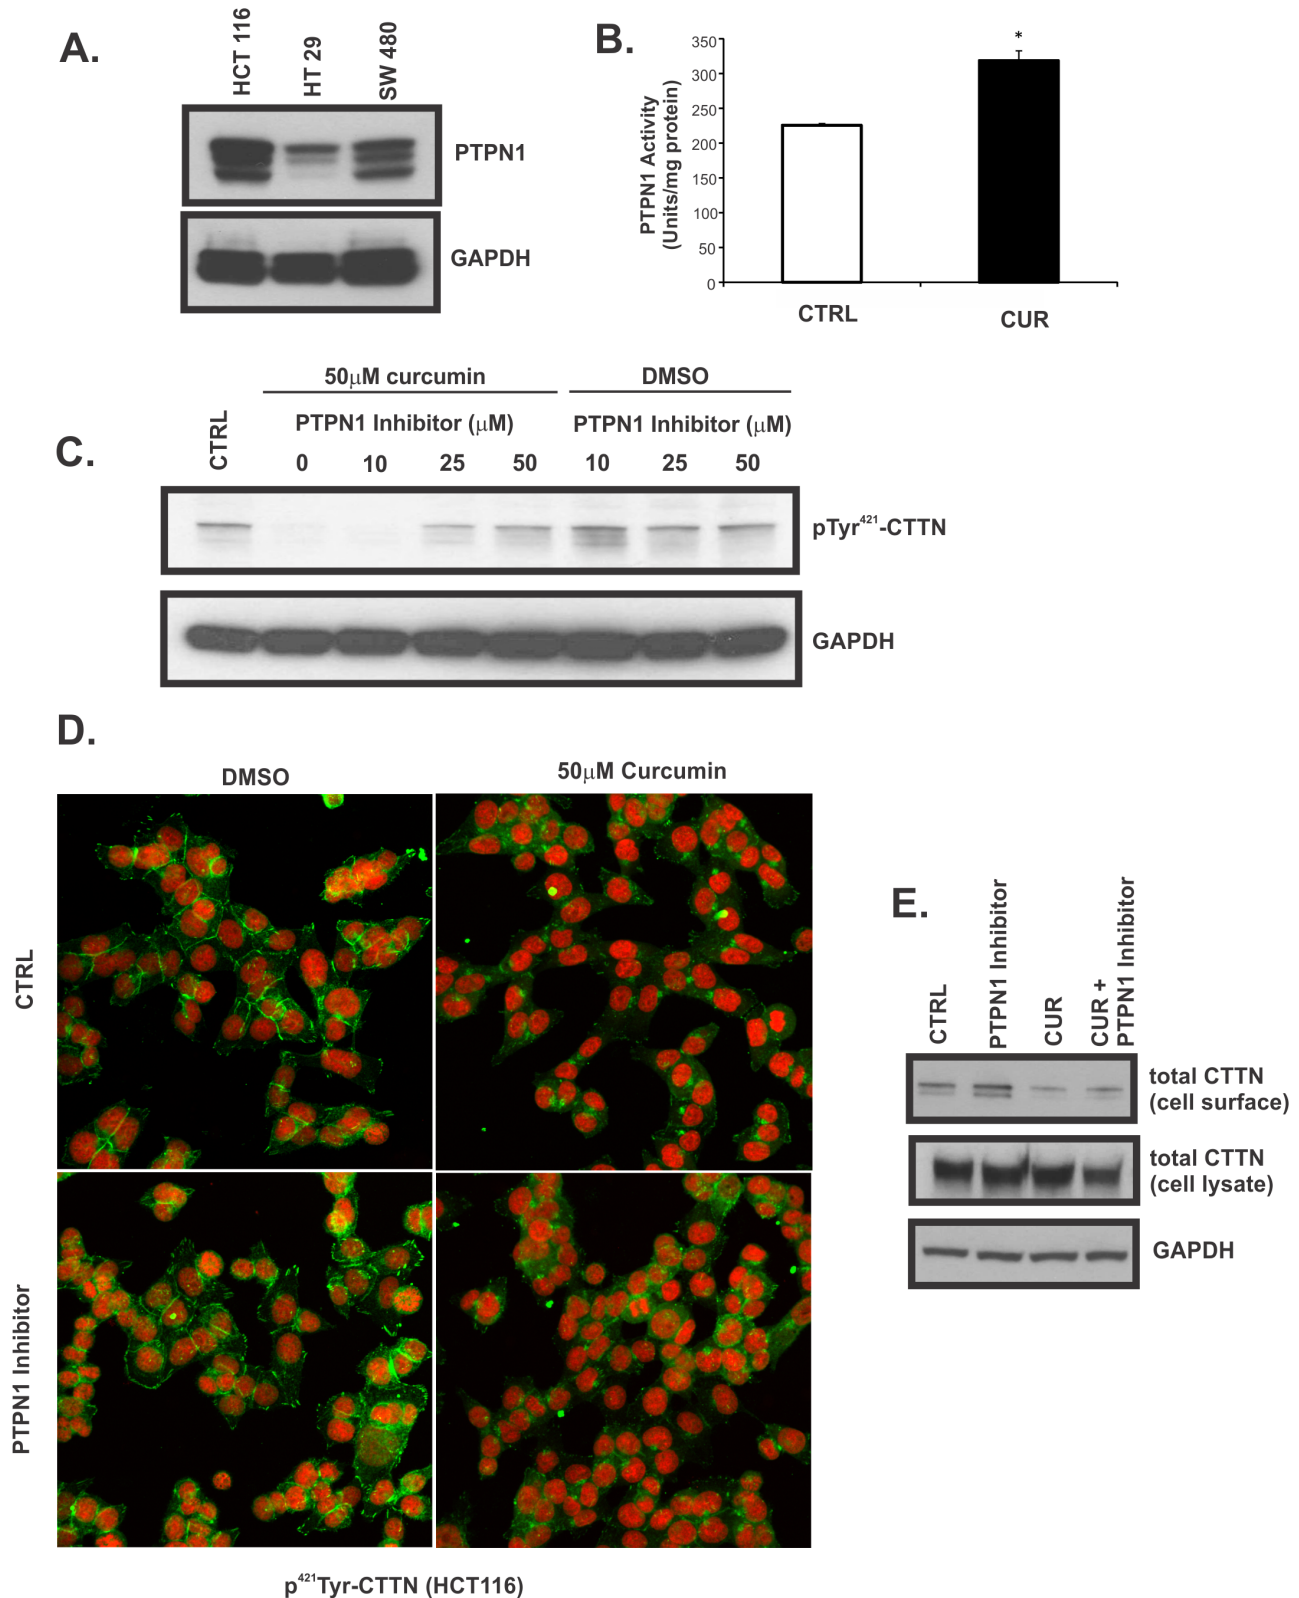 A.
HCT 116
HT 29
SW 480
PTPN1
GAPDH
B.
PTPN1 Activity
(Units/mg protein)
350
300
250
200
150
100
50
0
*
CTRL
CUR
C.
50μM curcumin
DMSO
CTRL
PTPN1 Inhibitor (μM)
PTPN1 Inhibitor (μM)
0 10 25 50 10 25 50
pTyr⁴²¹-CTTN
GAPDH
D.
DMSO
50μM Curcumin
CTRL
PTPN1 Inhibitor
p⁴²¹Tyr-CTTN (HCT116)
E.
CTRL
PTPN1 Inhibitor
CUR
CUR +
PTPN1 Inhibitor
total CTTN
(cell surface)
total CTTN
(cell lysate)
GAPDH